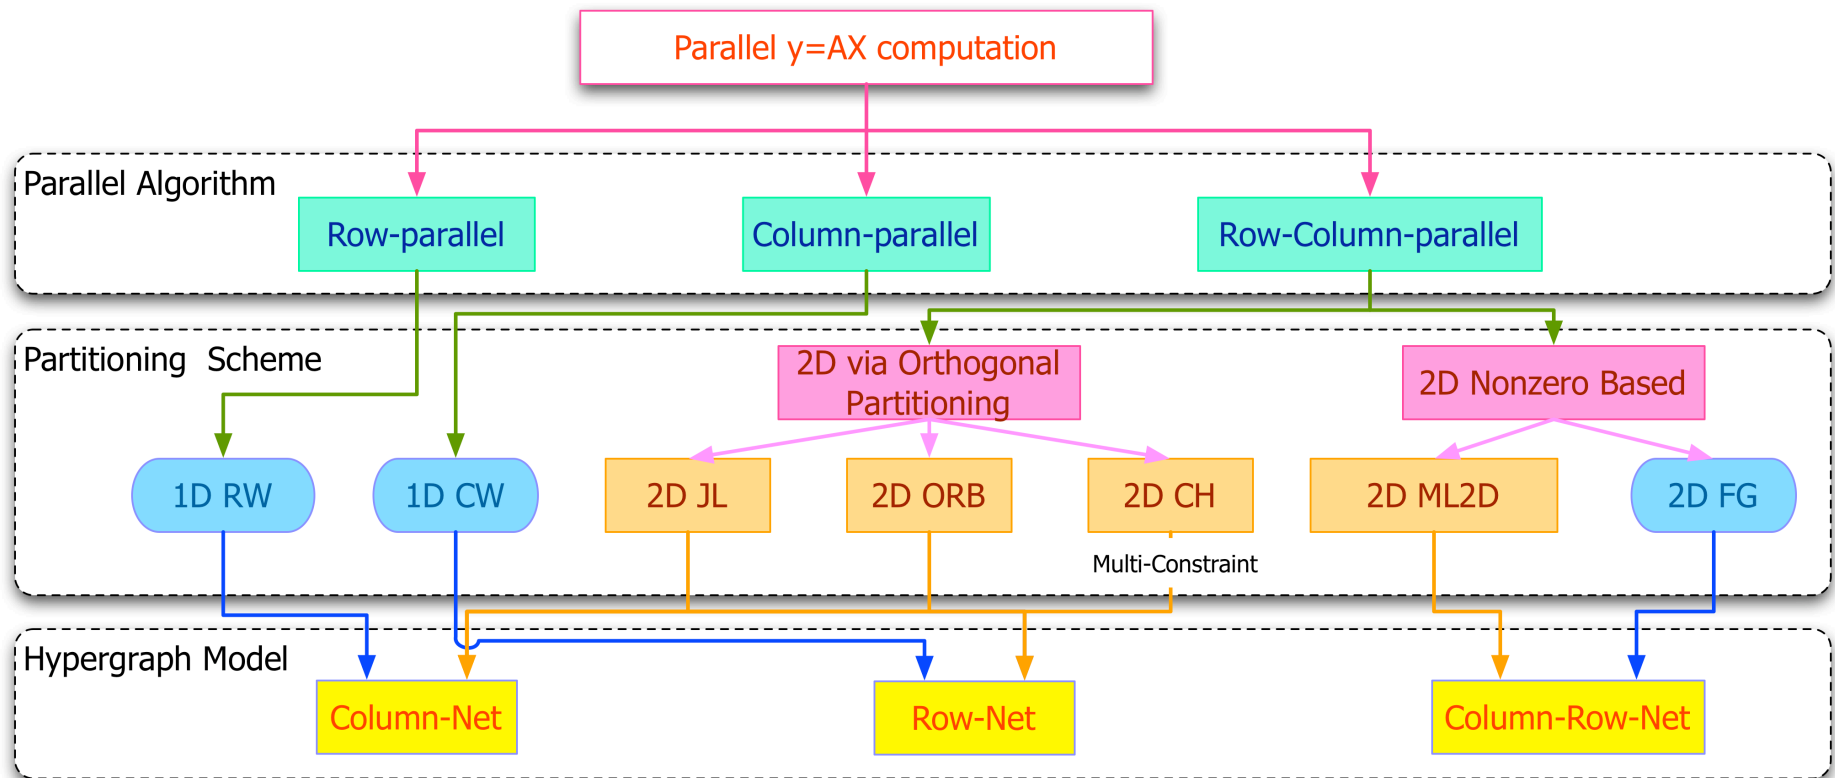 Parallel y=AX computation
Parallel Algorithm
Row-parallel
Column-parallel
Row-Column-parallel
Partitioning  Scheme
2D via Orthogonal
Partitioning
2D Nonzero Based
1D RW
1D CW
2D JL
2D ORB
2D CH
2D ML2D
2D FG
Multi-Constraint
Hypergraph Model
Column-Net
Row-Net
Column-Row-Net